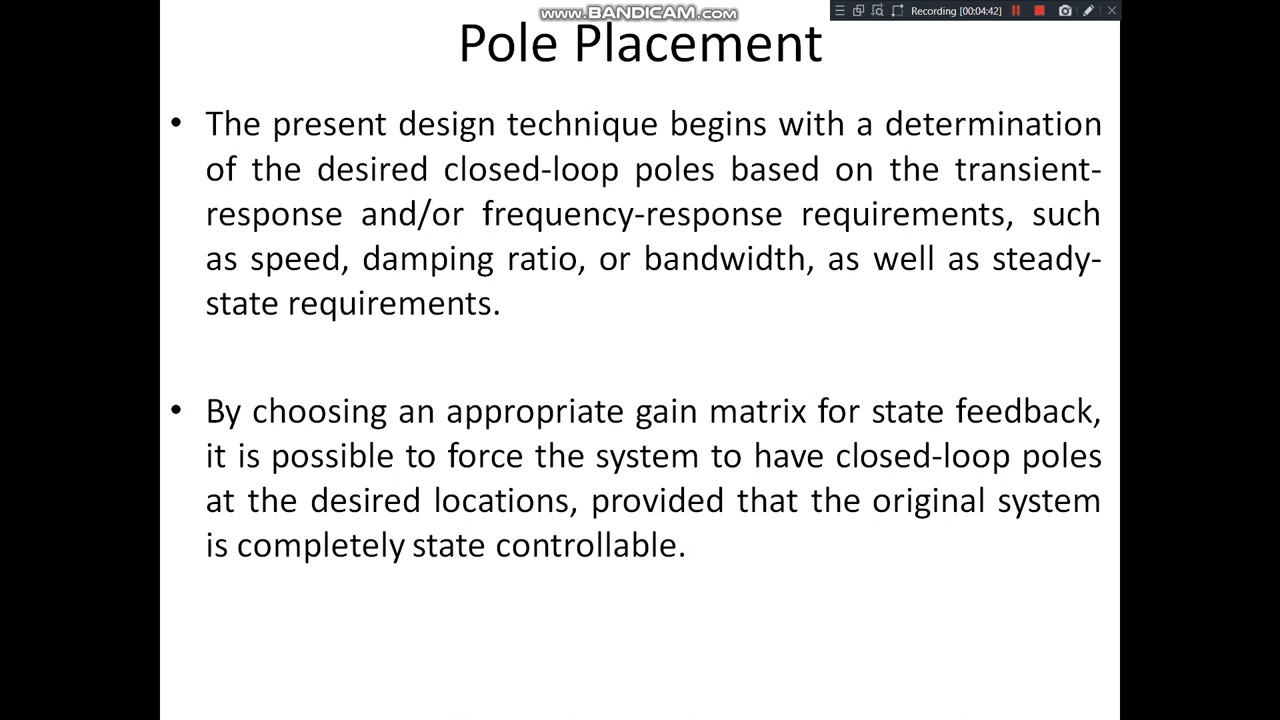 www.BANDICAM.com
Recording [00:04:42]
Pole Placement
• The present design technique begins with a determination
of the desired closed-loop poles based on the transient-
response and/or frequency-response requirements, such
as speed, damping ratio, or bandwidth, as well as steady-
state requirements.
• By choosing an appropriate gain matrix for state feedback,
it is possible to force the system to have closed-loop poles
at the desired locations, provided that the original system
is completely state controllable.